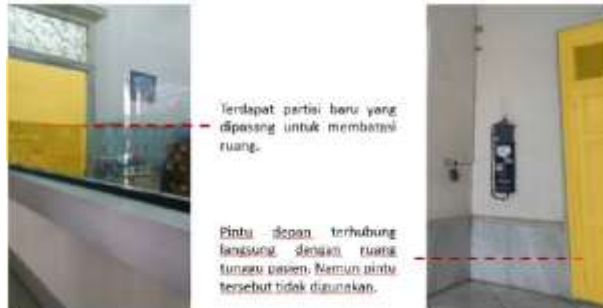 Terdapat partisi baru yang
dipasang untuk membatasi
ruang.
Pintu depan terhubung
langsung dengan ruang
tunggu pasien. Namun pintu
tersebut tidak digunakan.